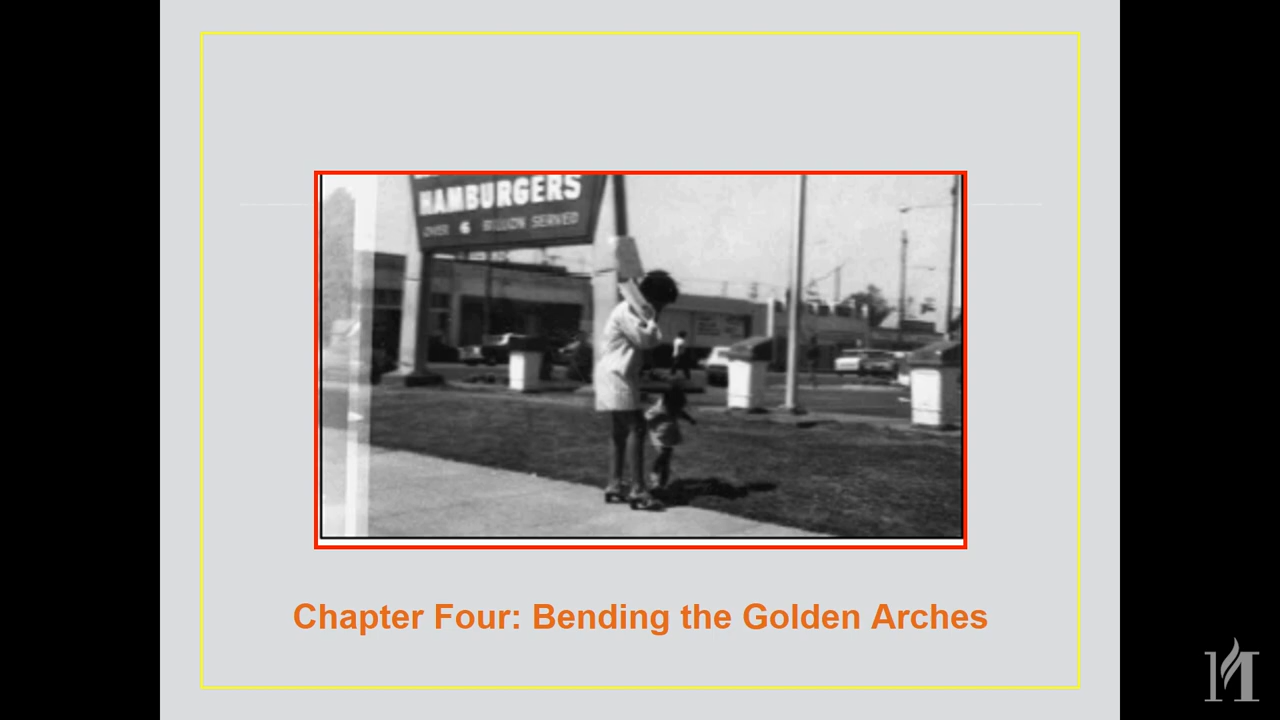 HAMBURGERS
OVER 6 BILLION SERVED
Chapter Four: Bending the Golden Arches